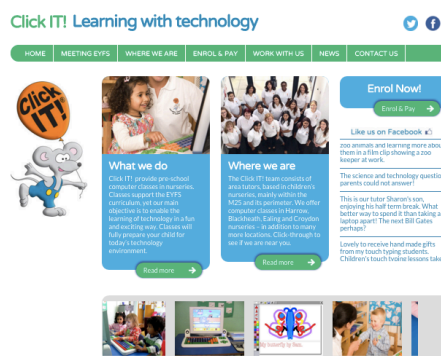 Click IT! Learning with technology
HOME
MEETING EYFS
WHERE WE ARE
ENROL & PAY
WORK WITH US
NEWS
CONTACT US
Click
IT!
What we do
Click IT! provides pre-school
computer classes in nurseries.
Classes support the EYFS
curriculum, yet our main
objective is to enable the
learning of technology in a fun
and exciting way. Classes will
fully prepare your child for
today's technology
environment.
Read more
Where we are
The Click IT! team consists of
area tutors, based in children's
nurseries, mainly within the
M25 and its perimeter. We offer
computer classes in Harrow,
Blackheath, Ealing and Croydon
nurseries – in addition to many
more locations. Click-through to
see if we are near you.
Read more
Enrol Now!
Enrol & Pay
Like us on Facebook
zoo animals and learning more abou
them in a film clip showing a zoo
keeper at work.
The science and technology questio
parents could not answer!
This is our tutor Sharon's son,
enjoying his half term break. What
better way to spend it than taking a
laptop apart! The next Bill Gates
perhaps?
Lovely to receive hand made gifts
from my touch typing students.
Children's touch typing lessons take
My butterfly by